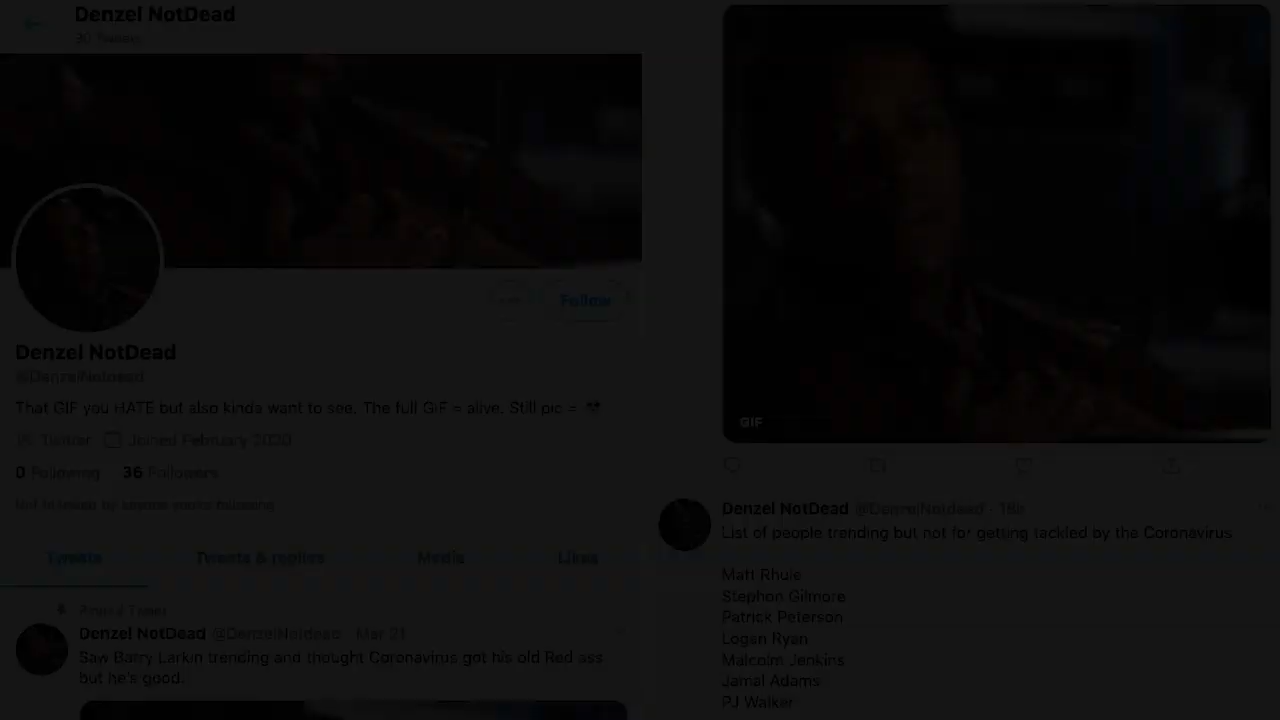 Denzel NotDead
30 Tweets
Follow
Denzel NotDead
@DenzelNotdead
That GIF you HATE but also kinda want to see. The full GIF = alive. Still pic = 💀
Twitter Joined February 2020
0 Following 36 Followers
Not followed by anyone you're following
Tweets Tweets & replies Media Likes
Pinned Tweet
Denzel NotDead @DenzelNotdead · Mar 21
Saw Barry Larkin trending and thought Coronavirus got his old Red ass
but he's good.
GIF
Denzel NotDead @DenzelNotdead · 16h
List of people trending but not for getting tackled by the Coronavirus
Matt Rhule
Stephon Gilmore
Patrick Peterson
Logan Ryan
Malcolm Jenkins
Jamal Adams
PJ Walker